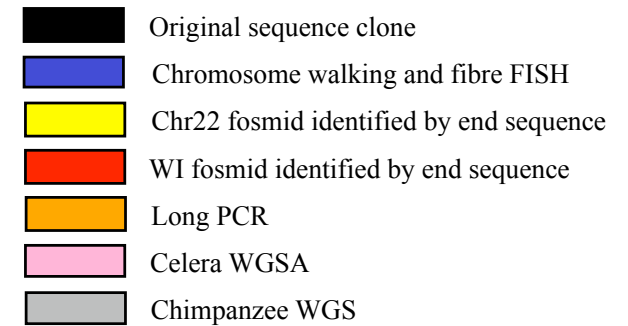 Original sequence clone
Chromosome walking and fibre FISH
Chr22 fosmid identified by end sequence
WI fosmid identified by end sequence
Long PCR
Celera WGSA
Chimpanzee WGS